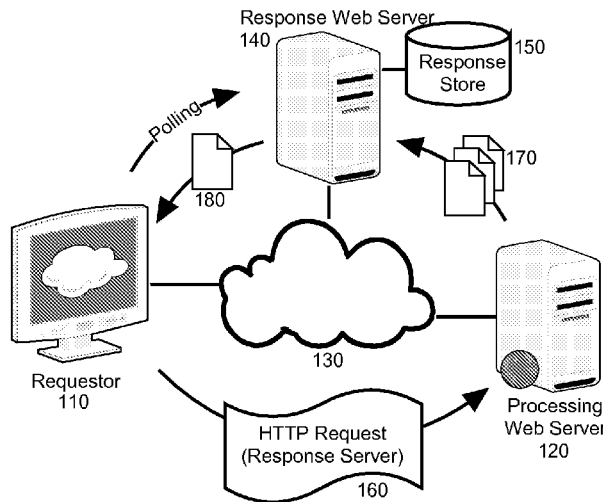 Response Web Server
140
150
Response
Store
Polling
170
180
130
Requestor
110
HTTP Request
(Response Server)
160
Processing
Web Server
120